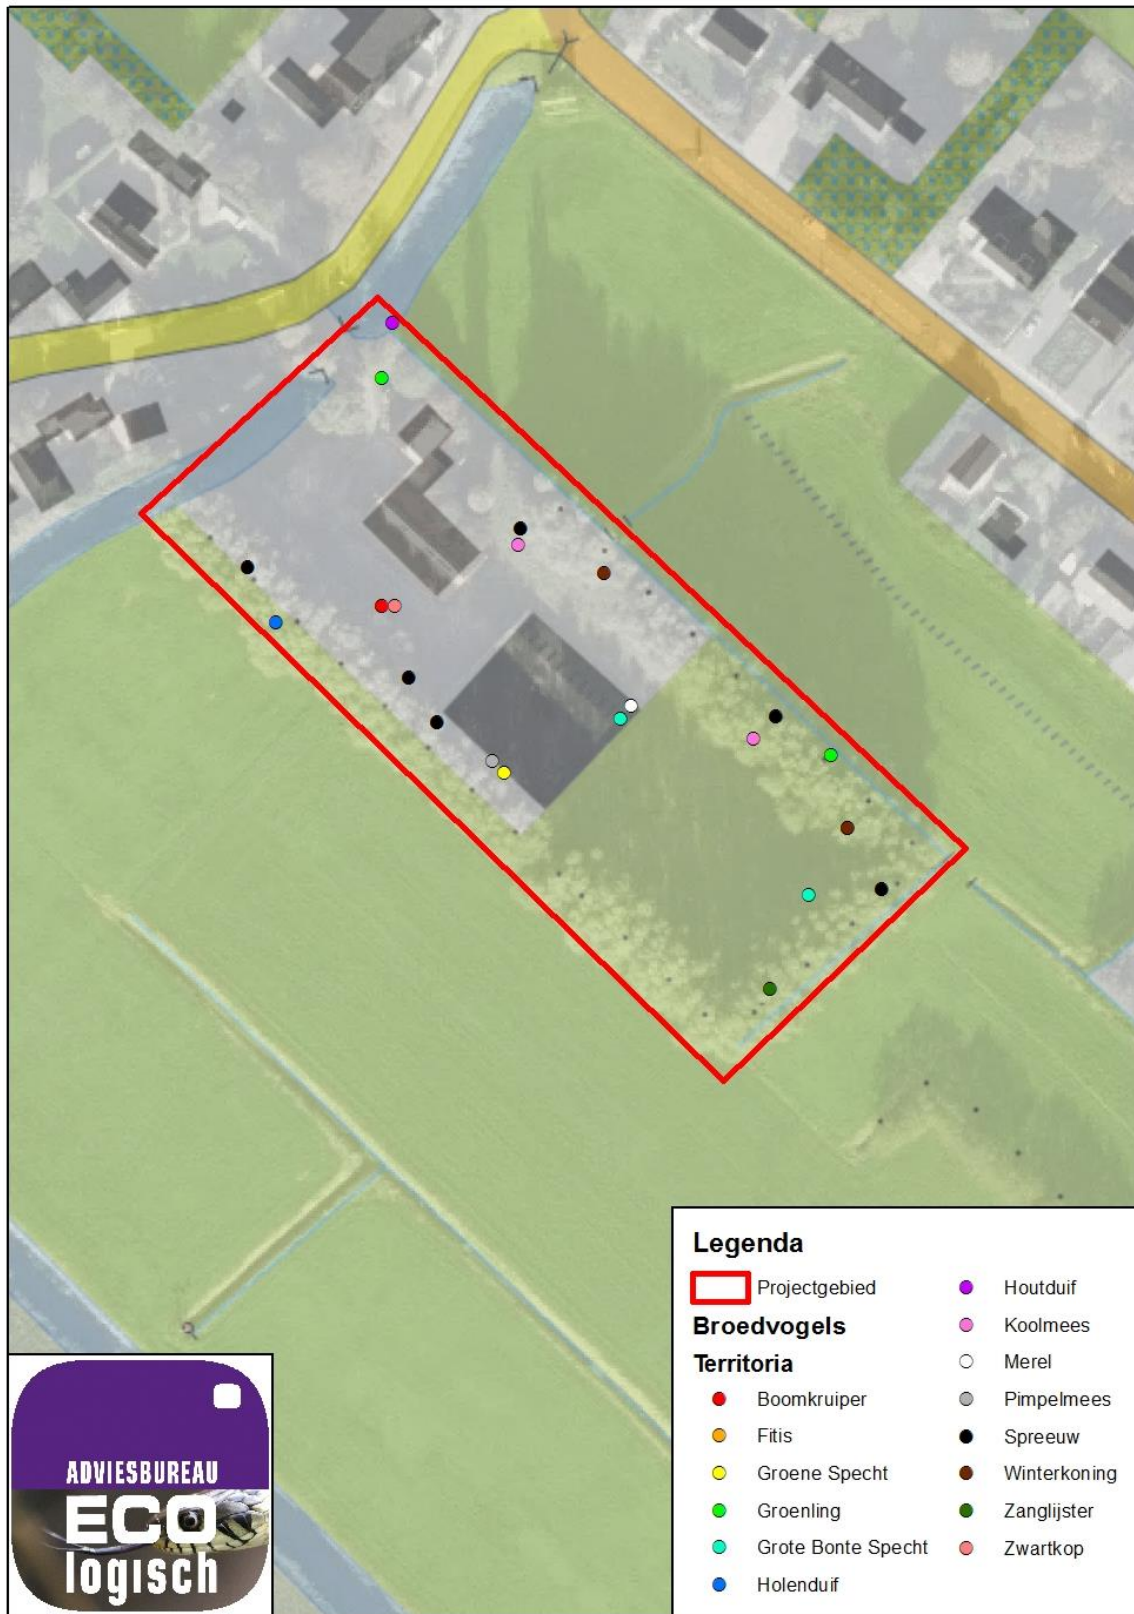 Legenda
Projectgebied
Broedvogels
Territoria
Boomkruiper
Fitis
Groene Specht
Groenling
Grote Bonte Specht
Holenduif
Houtduif
Koolmees
Merel
Pimpelmees
Spreeuw
Winterkoning
Zanglijster
Zwartkop
ADVIESBUREAU
ECO
logisch